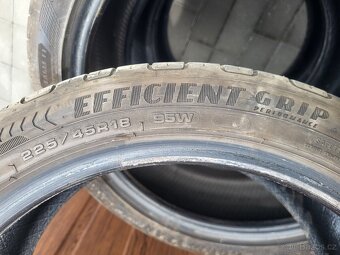 EFFICIENT GRIP
PERFORMANCE
225/45R18 95W